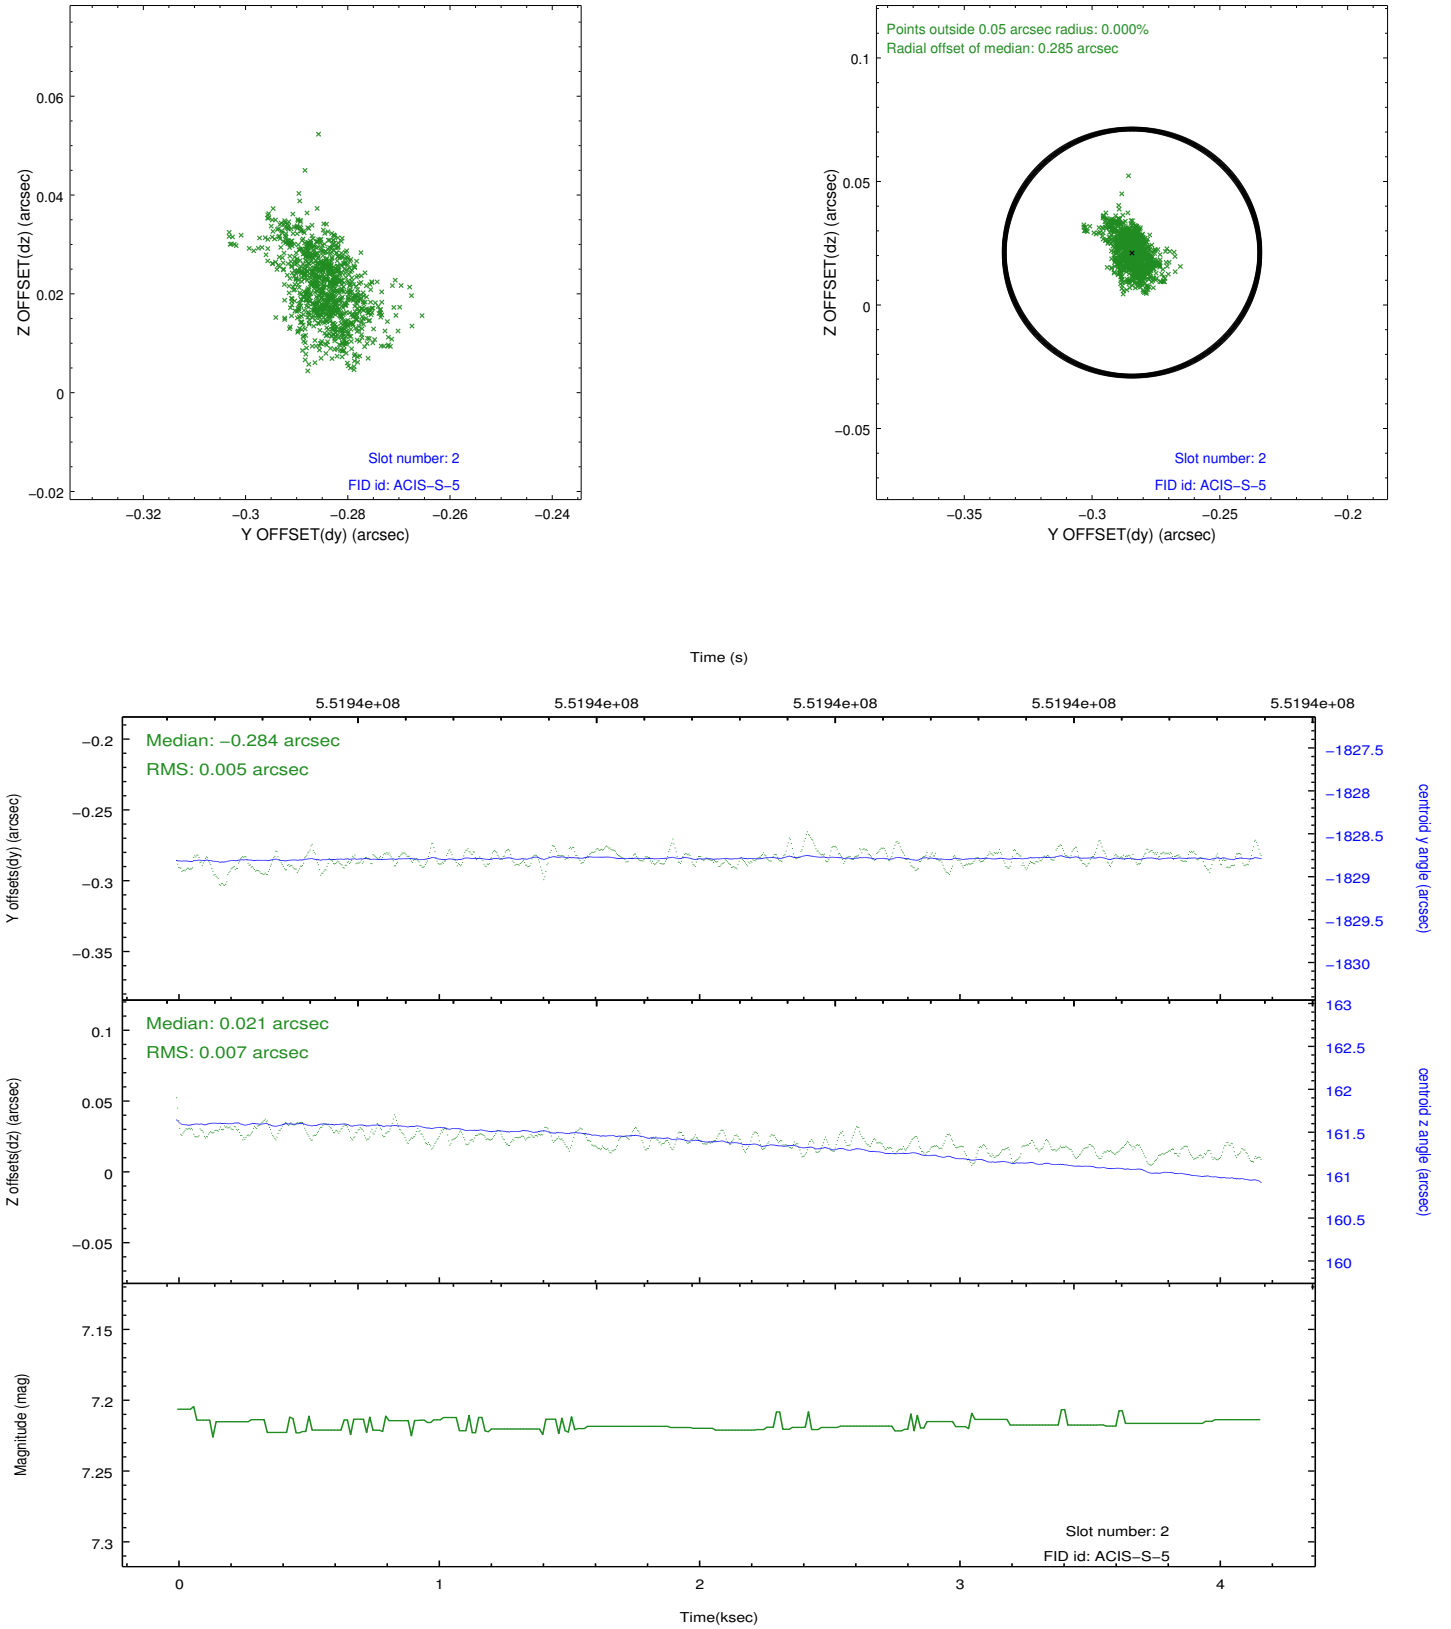 0.06
0.04
0.02
0
−0.02
Z OFFSET(dz) (arcsec)
Slot number: 2
FID id: ACIS−S−5
−0.32
−0.3
−0.28
−0.26
−0.24
Y OFFSET(dy) (arcsec)
Points outside 0.05 arcsec radius: 0.000%
Radial offset of median: 0.285 arcsec
0.1
0.05
0
−0.05
Z OFFSET(dz) (arcsec)
Slot number: 2
FID id: ACIS−S−5
−0.35
−0.3
−0.25
−0.2
Y OFFSET(dy) (arcsec)
Time (s)
5.5194e+08
5.5194e+08
5.5194e+08
5.5194e+08
5.5194e+08
Median: −0.284 arcsec
RMS: 0.005 arcsec
−0.2
−0.25
−0.3
−0.35
Y offsets(dy) (arcsec)
−1827.5
−1828
−1828.5
−1829
−1829.5
−1830
centroid y angle (arcsec)
Median: 0.021 arcsec
RMS: 0.007 arcsec
0.1
0.05
0
−0.05
Z offsets(dz) (arcsec)
163
162.5
162
161.5
161
160.5
160
centroid z angle (arcsec)
7.15
7.2
7.25
7.3
Magnitude (mag)
Slot number: 2
FID id: ACIS−S−5
0
1
2
3
4
Time(ksec)